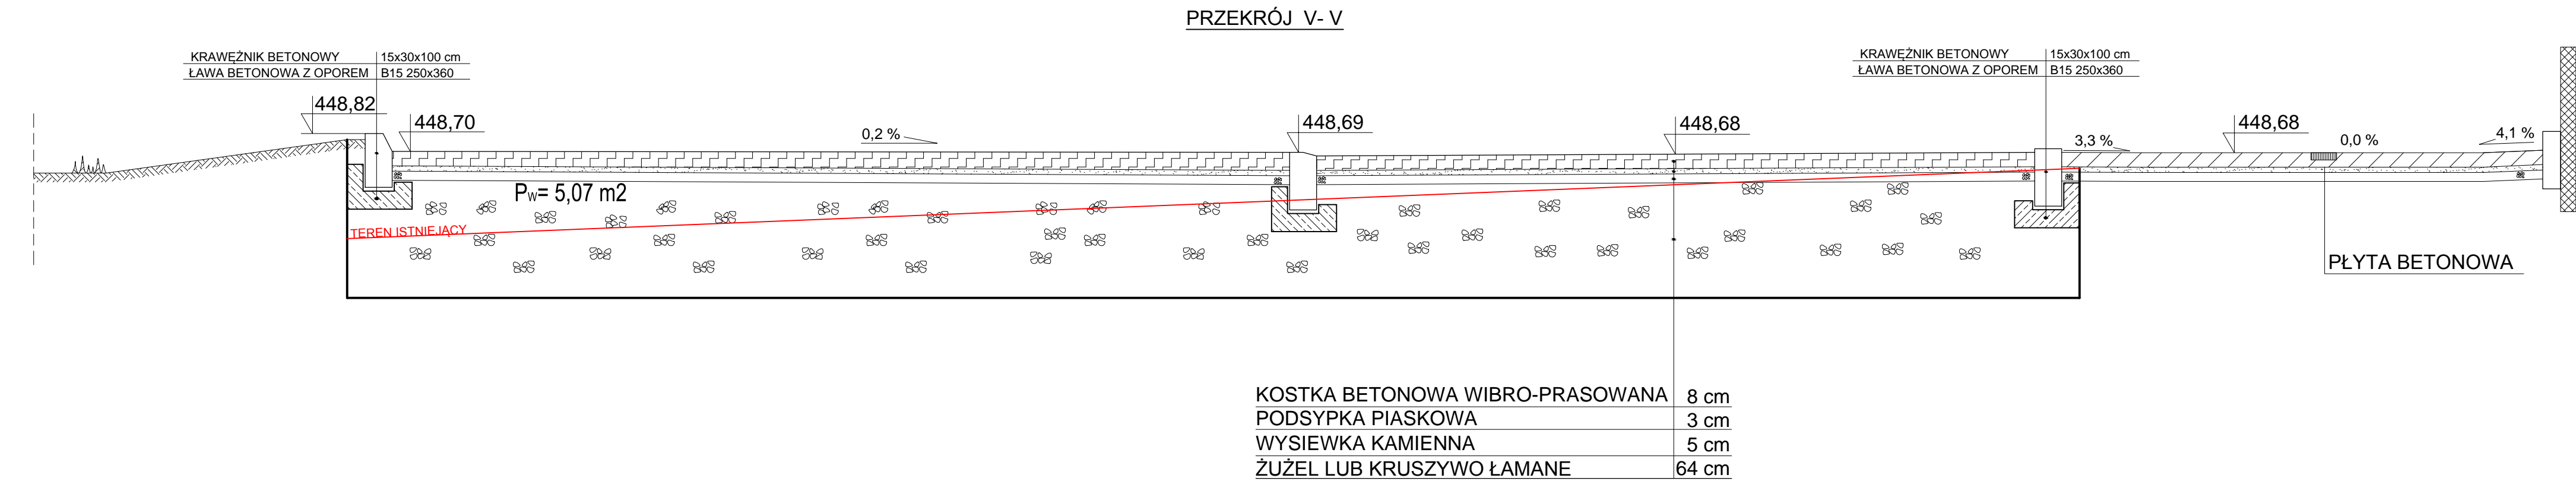 PRZEKRÓJ V- V
KRAWĘŻNIK BETONOWY 15x30x100 cm
ŁAWA BETONOWA Z OPOREM B15 250x360
KRAWĘŻNIK BETONOWY 15x30x100 cm
ŁAWA BETONOWA Z OPOREM B15 250x360
448,82
448,70
0,2 %
448,69
448,68
3,3 %
448,68
0,0 %
4,1 %
Pw= 5,07 m2
TEREN ISTNIEJĄCY
PŁYTA BETONOWA
KOSTKA BETONOWA WIBRO-PRASOWANA 8 cm
PODSYPKA PIASKOWA 3 cm
WYSIEWKA KAMIENNA 5 cm
ŻUŻEL LUB KRUSZYWO ŁAMANE 64 cm